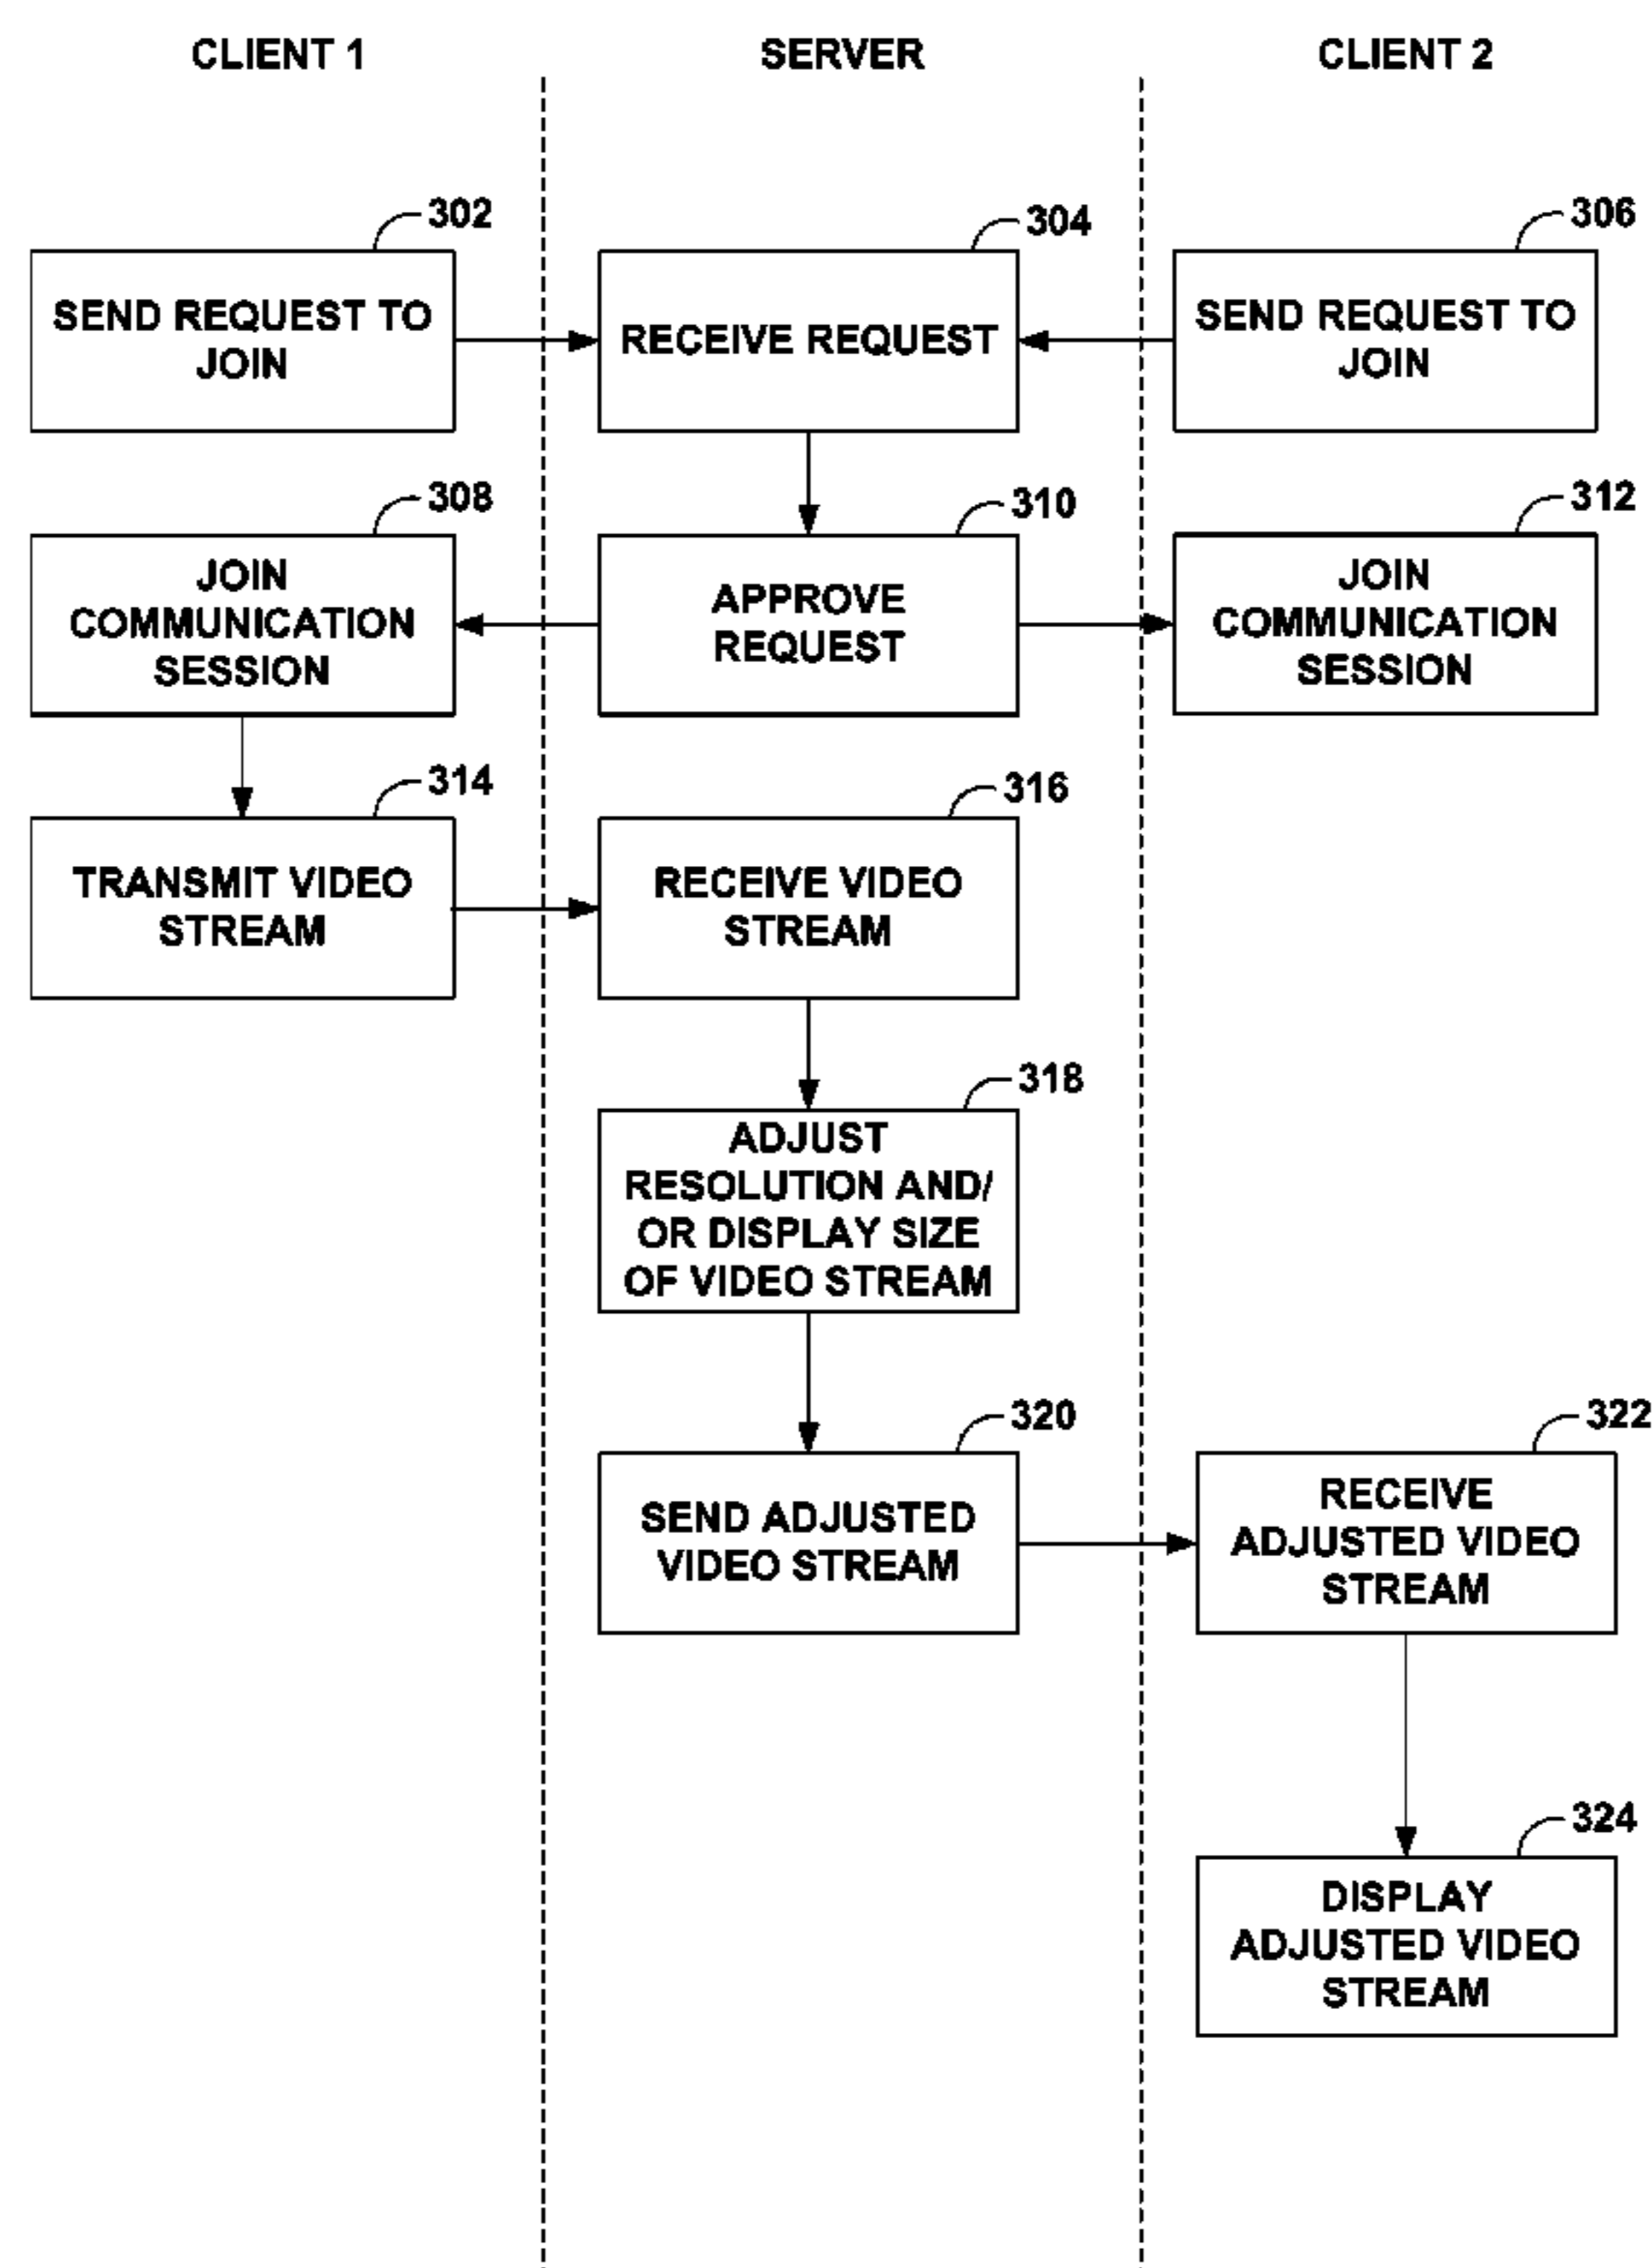 CLIENT 1
SERVER
CLIENT 2
302
304
306
SEND REQUEST TO
JOIN
RECEIVE REQUEST
SEND REQUEST TO
JOIN
308
310
312
JOIN
COMMUNICATION
SESSION
APPROVE
REQUEST
JOIN
COMMUNICATION
SESSION
314
316
TRANSMIT VIDEO
STREAM
RECEIVE VIDEO
STREAM
318
ADJUST
RESOLUTION AND/
OR DISPLAY SIZE
OF VIDEO STREAM
320
322
SEND ADJUSTED
VIDEO STREAM
RECEIVE
ADJUSTED VIDEO
STREAM
324
DISPLAY
ADJUSTED VIDEO
STREAM